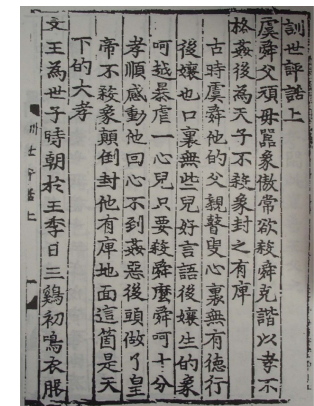 訓世評話上
虞舜父頑母嚚象傲常欲殺舜克諧以孝不
格姦後為天子不殺象封之有庳
古時虞舜他的父親瞽叟心裏無有德行
後孃也口裏無些兒好言語後孃生的象
呵越暴虐一心兒只要殺舜麼舜呵十分
孝順感動他回心不到姦惡後頭做了皇
帝不殺象顛倒封他有庳地面這箇是天
下的大孝
文王為世子時朝於王季日三鷄初鳴衣服